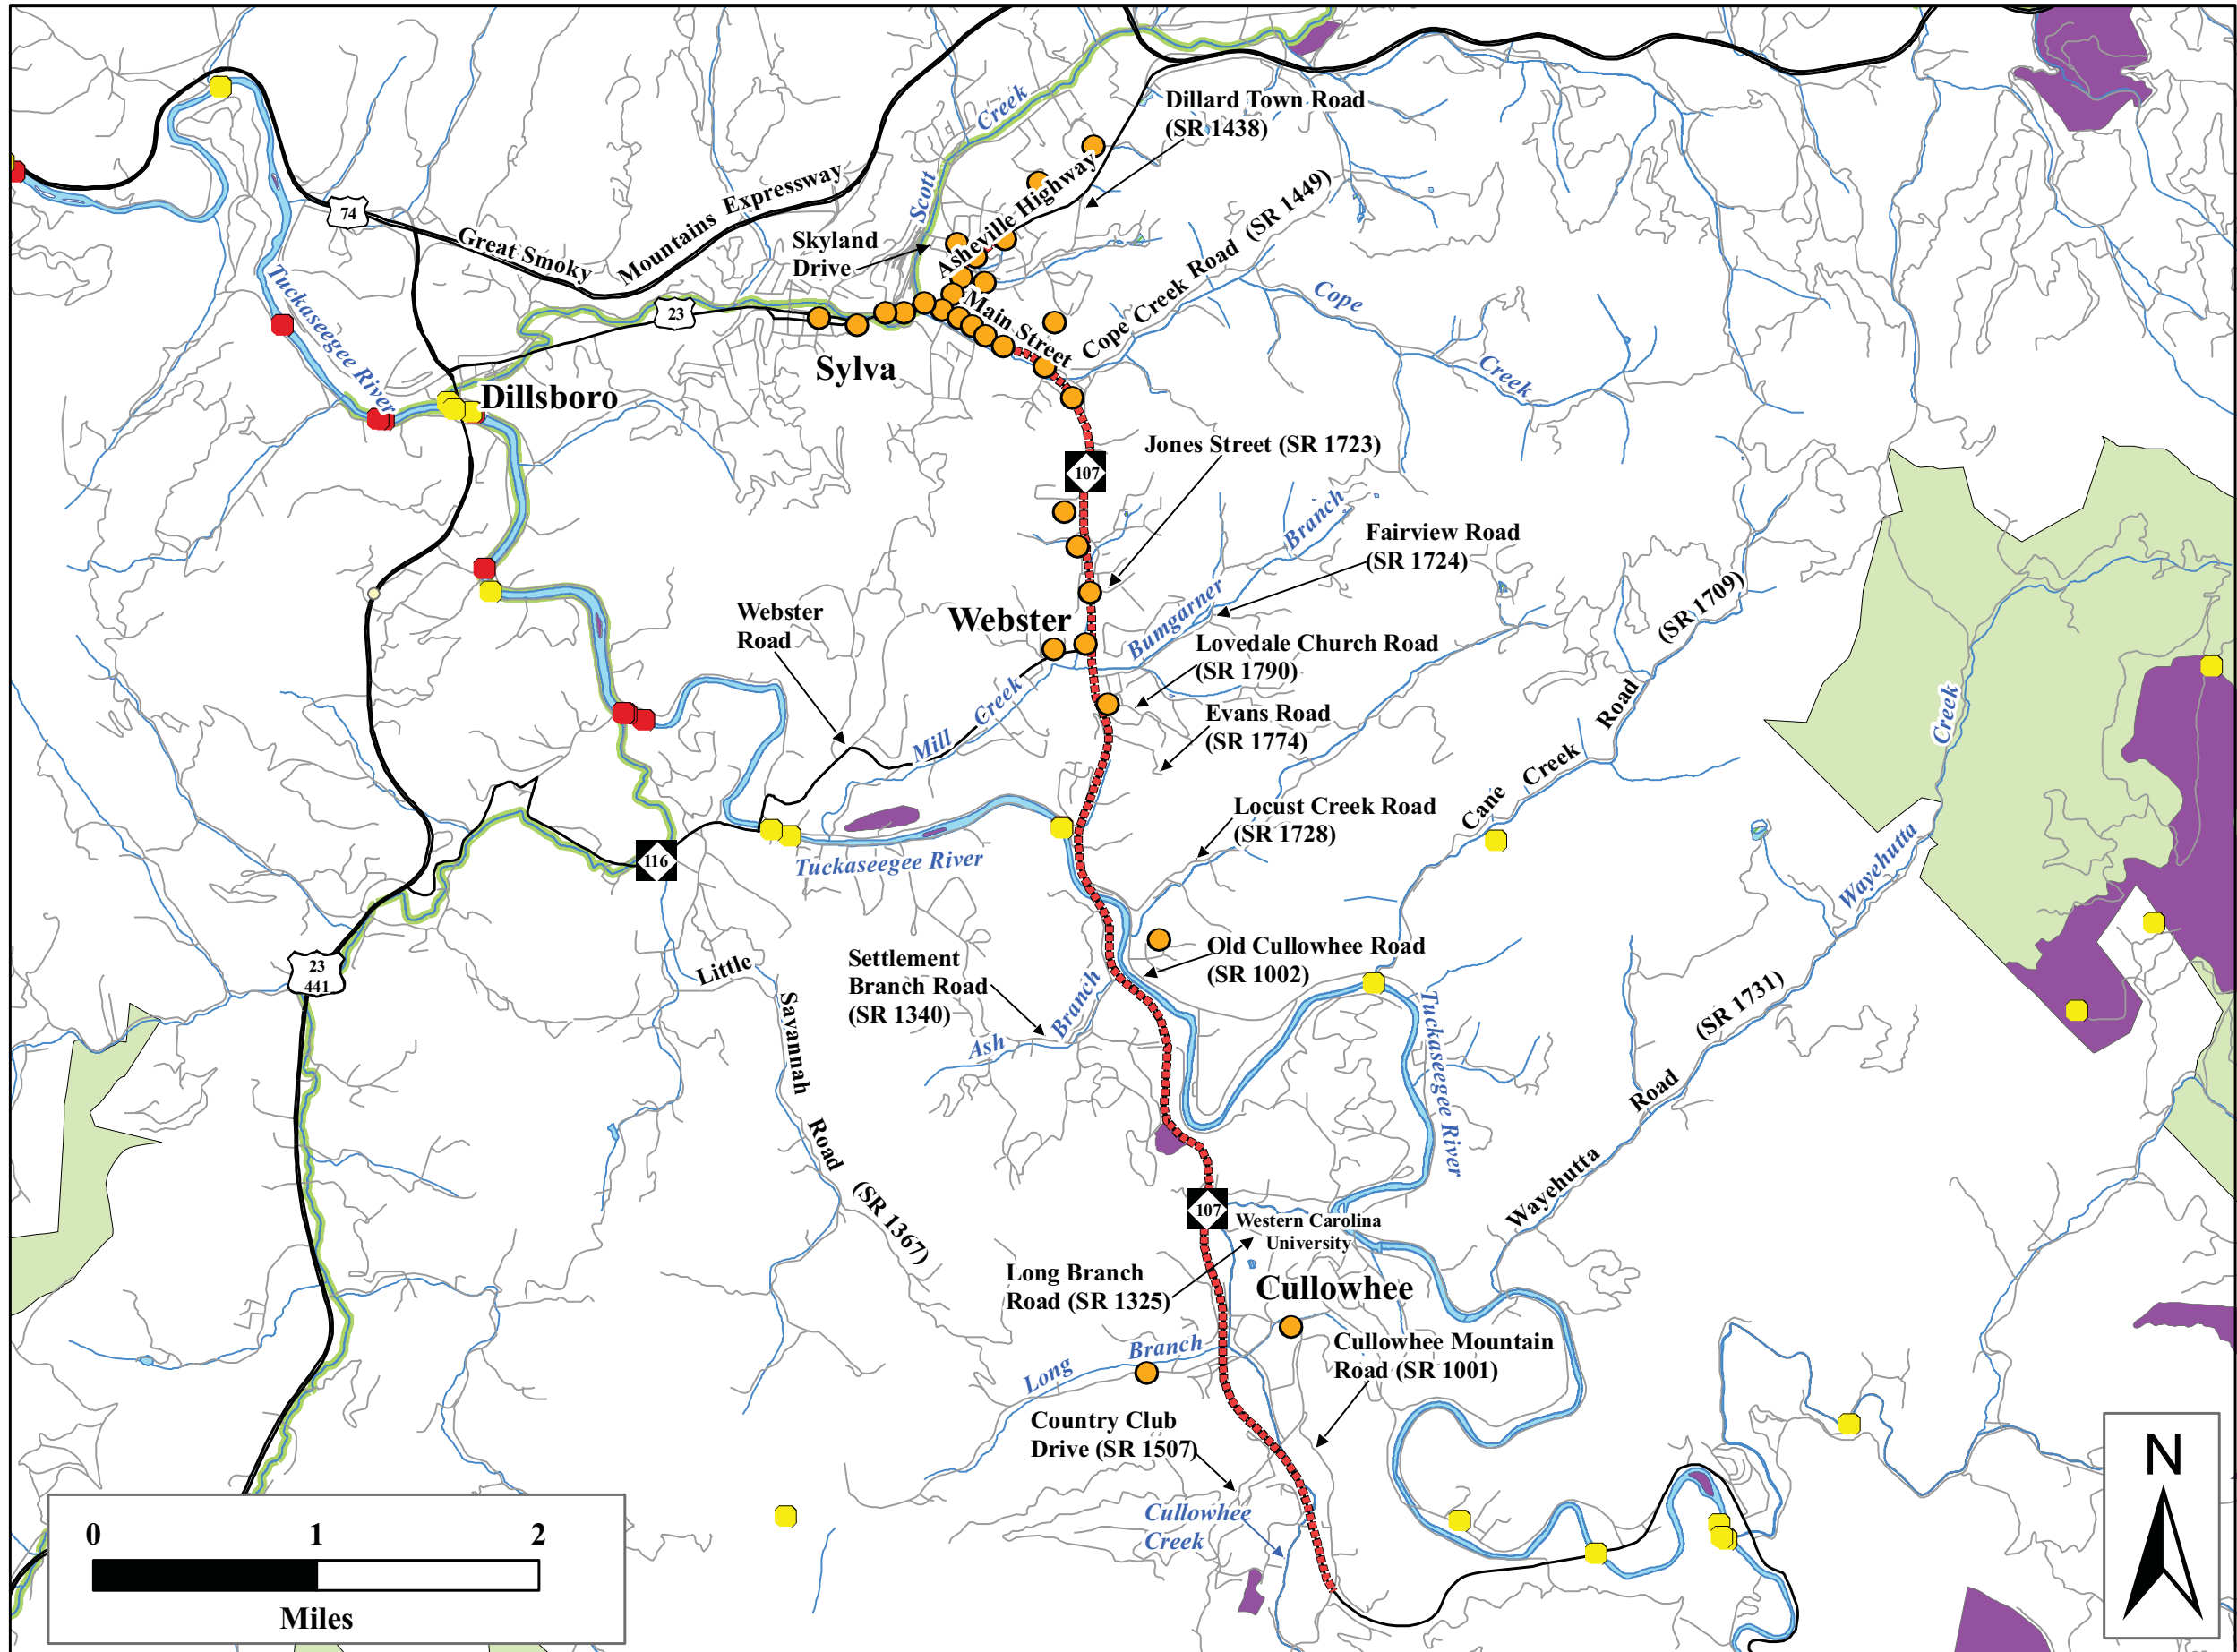 Creek
Dillard Town Road
(SR 1438)
Scott
74
Great Smoky
Mountains Expressway
Asheville Highway
Cope Creek Road (SR 1449)
Skyland
Drive
Tuckaseegee River
23
Main Street
Cope
Creek
Sylva
Dillsboro
107
Jones Street (SR 1723)
Branch
Bumgarner
Fairview Road
(SR 1724)
Webster
Road
Webster
Lovedale Church Road
(SR 1790)
Road
(SR 1709)
Evans Road
(SR 1774)
Creek
Mill
Creek
Cane
Creek
Locust Creek Road
(SR 1728)
116
Tuckaseegee River
Wayehutta
23
441
Little
Savannah
Road
(SR 1367)
Settlement
Branch Road
(SR 1340)
Ash
Branch
Old Cullowhee Road
(SR 1002)
Tuckaseegee River
Wayehutta
Road
(SR 1731)
107
Western Carolina
University
Long Branch
Road (SR 1325)
Cullowhee
Long
Branch
Cullowhee Mountain
Road (SR 1001)
Country Club
Drive (SR 1507)
Cullowhee
Creek
0
1
2
Miles
N